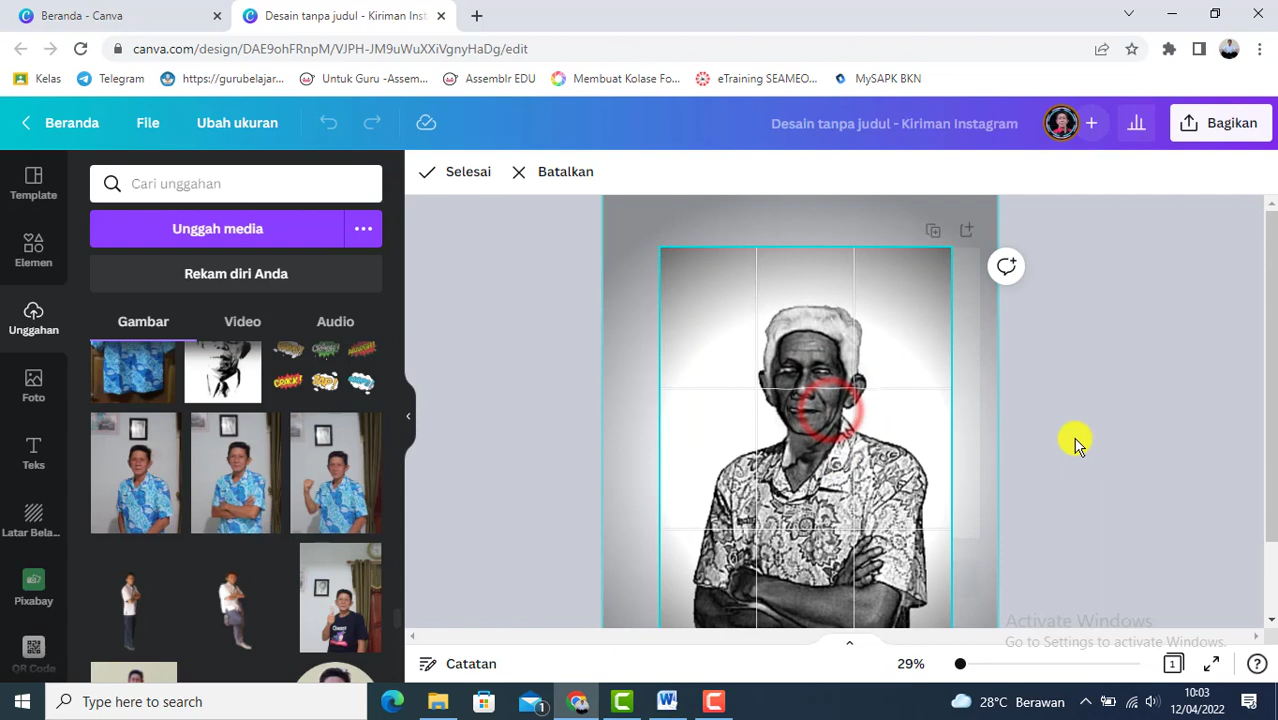 Beranda - Canva
Desain tanpa judul - Kiriman Inst
canva.com/design/DAE9ohFRnpM/VJPH-JM9uWuXXiVgnyHaDg/edit
Kelas
Telegram
https://gurubelajar...
Untuk Guru -Assem...
Assemblr EDU
Membuat Kolase Fo...
Training SEAMEO...
MySAPK BKN
Beranda
File
Ubah ukuran
Desain tanpa judul - Kiriman Instagram
Bagikan
Template
Elemen
Unggahan
Foto
Teks
Latar Bela...
Pixabay
QR Code
Cari unggahan
Unggah media
Rekam diri Anda
Gambar
Video
Audio
CRACK!
Selesai
Batalkan
Activate Windows
Go to Settings to activate Windows.
Catatan
29%
1
Type here to search
1
28°C Berawan
10:03
12/04/2022